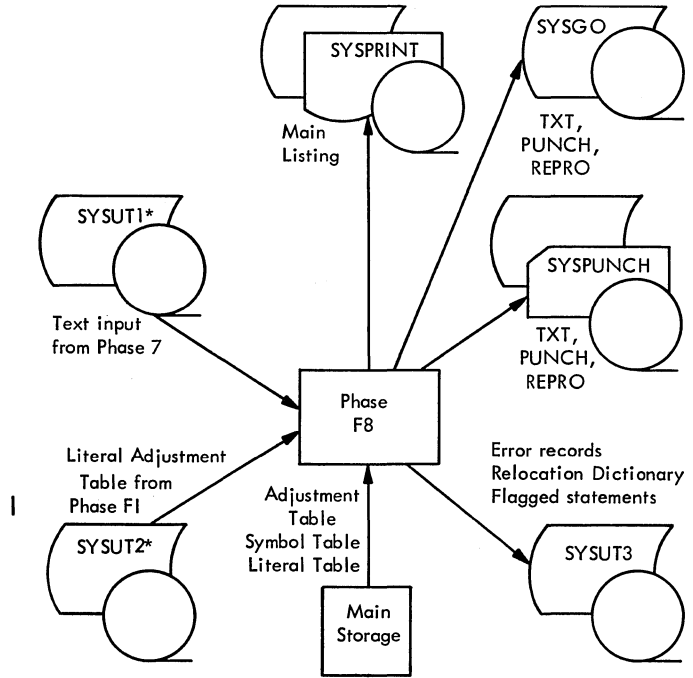 SYSPRINT
Main
Listing
SYSGO
TXT,
PUNCH,
REPRO
SYSUT1*
Text input
from Phase 7
SYSPUNCH
TXT,
PUNCH,
REPRO
Phase
F8
Literal Adjustment
Table from
Phase FI
SYSUT2*
Adjustment
Table
Symbol Table
Literal Table
Main
Storage
Error records
Relocation Dictionary
Flagged statements
SYSUT3